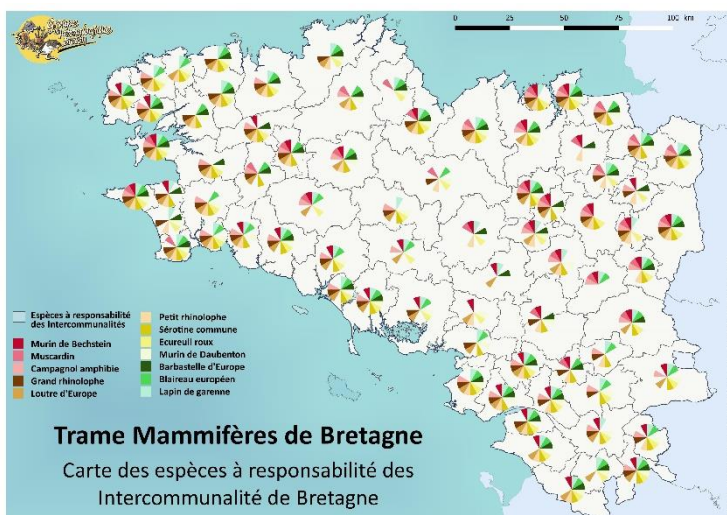 0 25 50 75 100 km
Espèces à responsabilité
des Intercommunalités
Murin de Bechstein
Muscardin
Campagnol amphibie
Grand rhinolophe
Loutre d'Europe
Petit rhinolophe
Sérotine commune
Ecureuil roux
Murin de Daubenton
Barbastelle d'Europe
Blaireau européen
Lapin de garenne
Trame Mammifères de Bretagne
Carte des espèces à responsabilité des
Intercommunalité de Bretagne